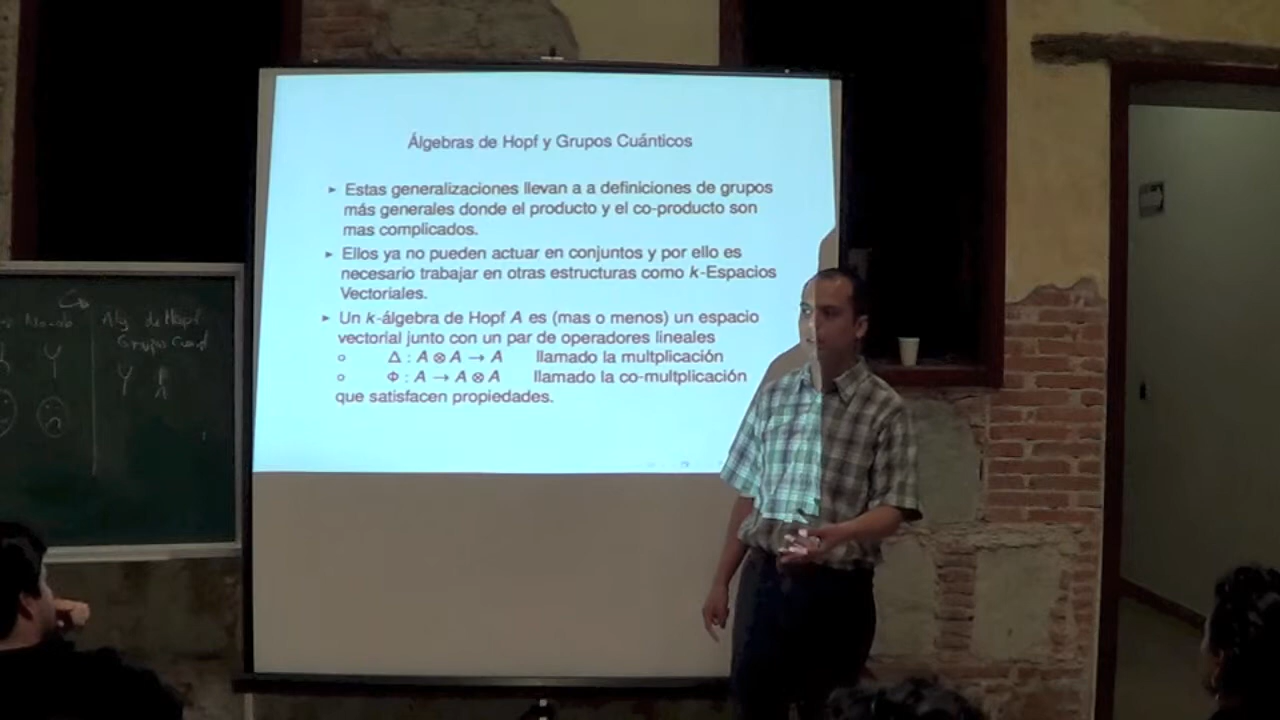 Álgebras de Hopf y Grupos Cuánticos
▸ Estas generalizaciones llevan a a definiciones de grupos
más generales donde el producto y el co-producto son
mas complicados.
▸ Ellos ya no pueden actuar en conjuntos y por ello es
necesario trabajar en otras estructuras como k-Espacios
Vectoriales.
▸ Un k-álgebra de Hopf A es (mas o menos) un espacio
vectorial junto con un par de operadores lineales
○ Δ : A ⊗ A → A llamado la multplicación
○ Φ : A → A ⊗ A llamado la co-multplicación
que satisfacen propiedades.
Alg de Hopf